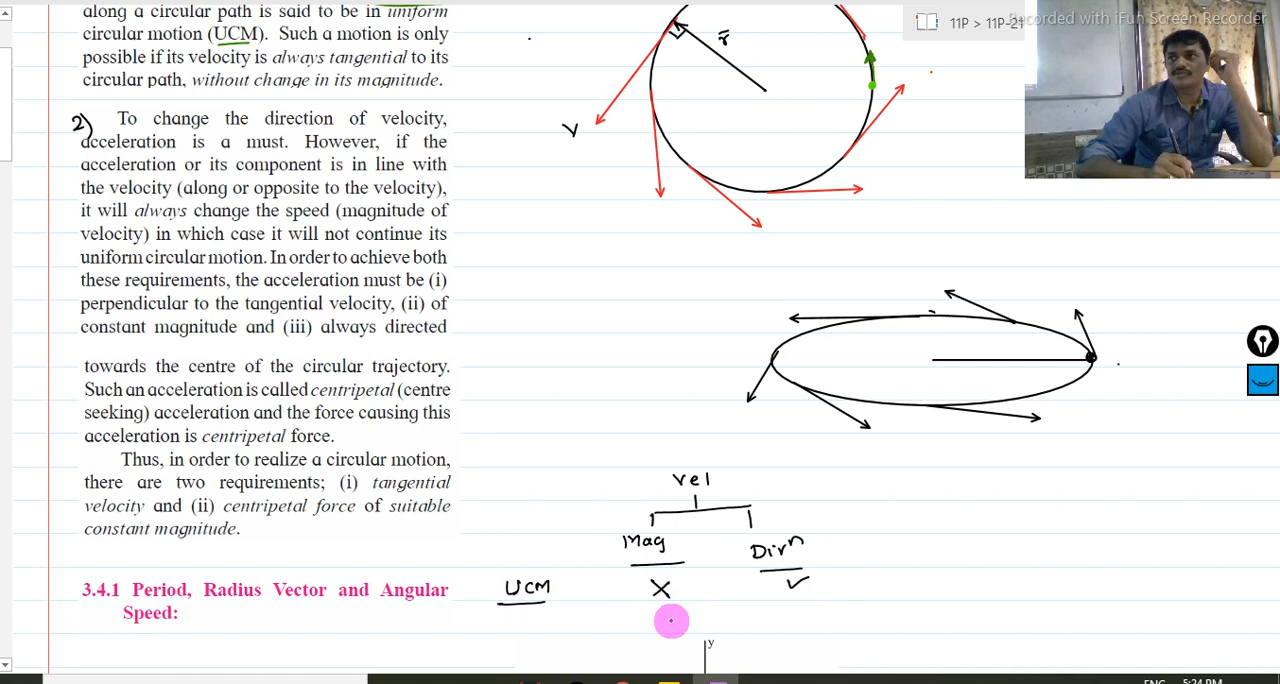 along a circular path is said to be in uniform
circular motion (UCM). Such a motion is only
possible if its velocity is always tangential to its
circular path, without change in its magnitude.
2)
To change the direction of velocity,
acceleration is a must. However, if the
acceleration or its component is in line with
the velocity (along or opposite to the velocity),
it will always change the speed (magnitude of
velocity) in which case it will not continue its
uniform circular motion. In order to achieve both
these requirements, the acceleration must be (i)
perpendicular to the tangential velocity, (ii) of
constant magnitude and (iii) always directed
towards the centre of the circular trajectory.
Such an acceleration is called centripetal (centre
seeking) acceleration and the force causing this
acceleration is centripetal force.
Thus, in order to realize a circular motion,
there are two requirements; (i) tangential
velocity and (ii) centripetal force of suitable
constant magnitude.
3.4.1 Period, Radius Vector and Angular
Speed:
r
V
11P > 11P-21
Recorded with iFun Screen Recorder
Vel
Mag
Dirn
UCM
X
y
ENG
5:24 PM